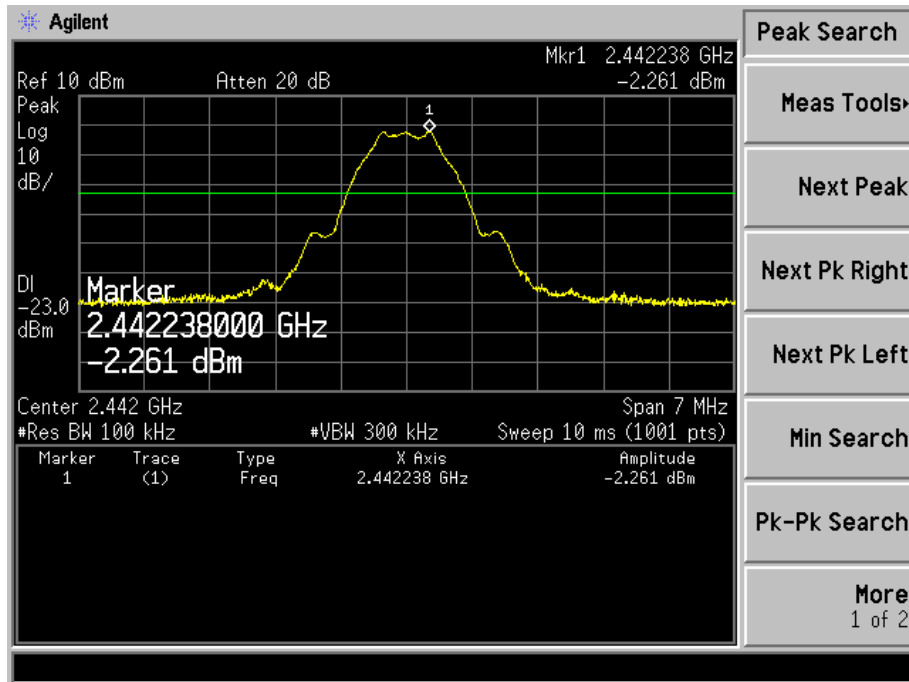 Agilent
Peak Search
Mkr1 2.442238 GHz
Ref 10 dBm Atten 20 dB −2.261 dBm
Peak
Log
10
dB/
1
DI
−23.0
dBm
Marker
2.442238000 GHz
−2.261 dBm
Center 2.442 GHz Span 7 MHz
#Res BW 100 kHz #VBW 300 kHz Sweep 10 ms (1001 pts)
Marker Trace Type X Axis Amplitude
1 (1) Freq 2.442238 GHz −2.261 dBm
Meas Tools
Next Peak
Next Pk Right
Next Pk Left
Min Search
Pk-Pk Search
More
1 of 2